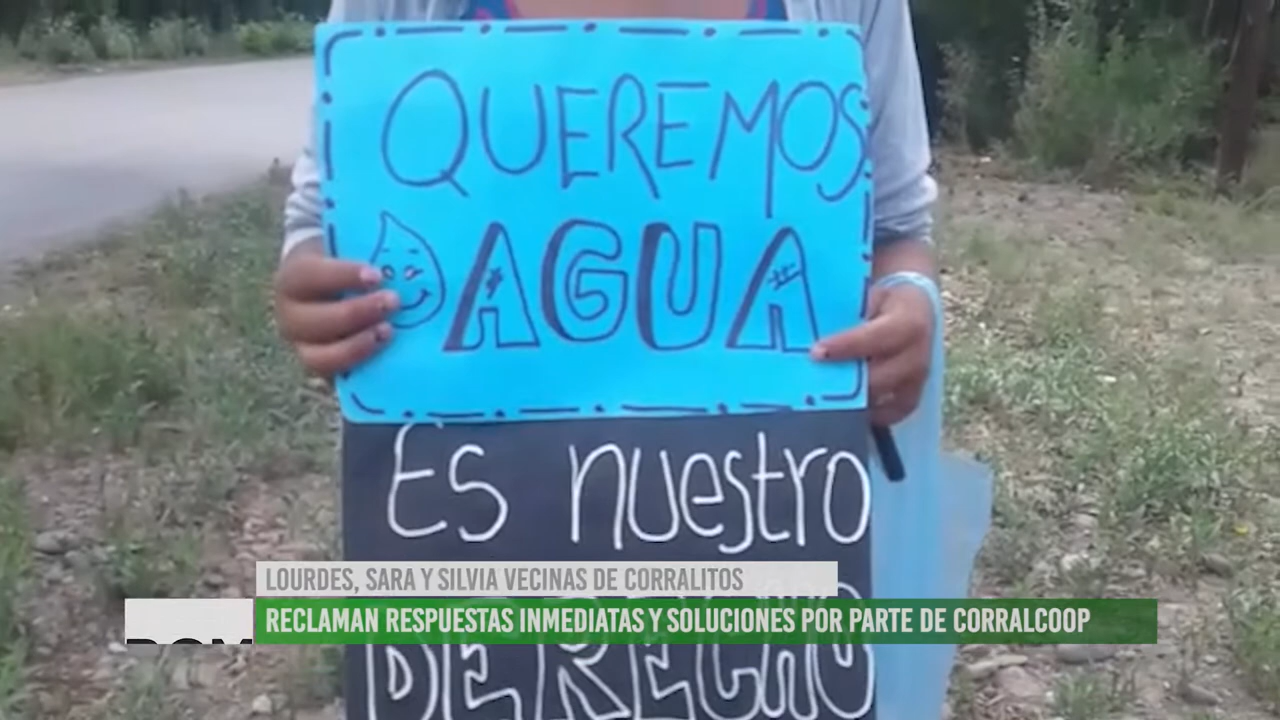 QUEREMOS
AGUA
Es nuestro
DERECHO
LOURDES, SARA Y SILVIA VECINAS DE CORRALITOS
RECLAMAN RESPUESTAS INMEDIATAS Y SOLUCIONES POR PARTE DE CORRALCOOP